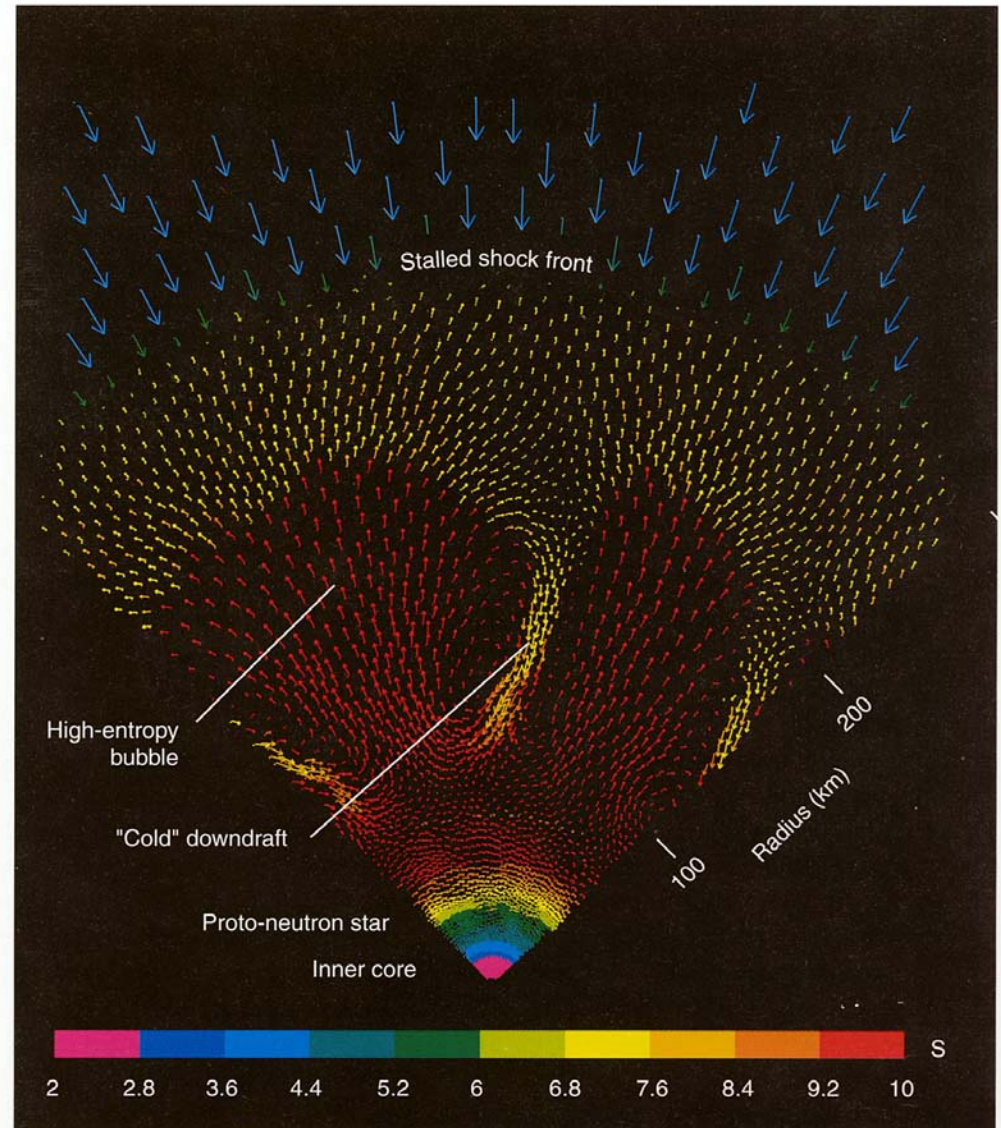 Stalled shock front
High-entropy
bubble
"Cold" downdraft
200
Radius (km)
100
Proto-neutron star
Inner core
S
2 2.8 3.6 4.4 5.2 6 6.8 7.6 8.4 9.2 10